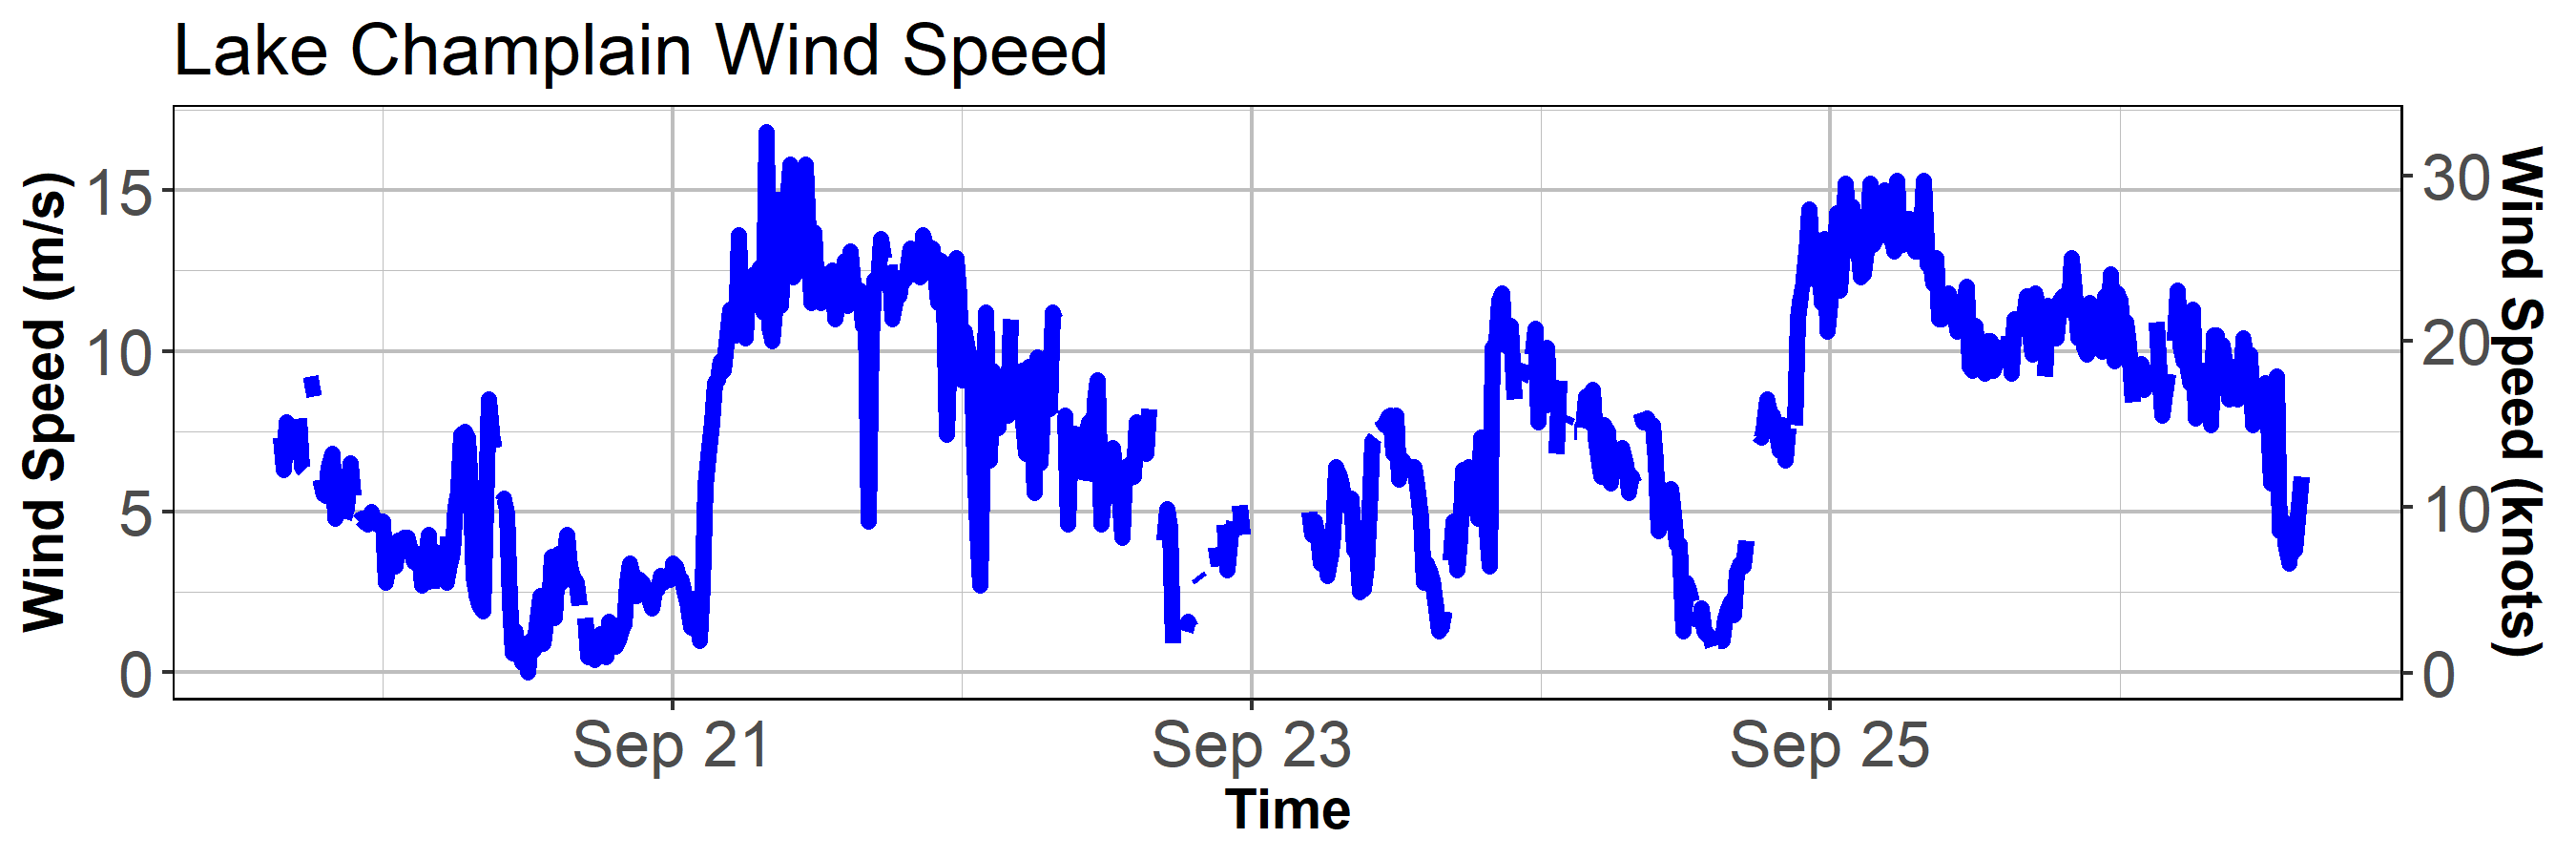 Lake Champlain Wind Speed
Wind Speed (m/s)
15
10
5
0
30
20
10
0
Wind Speed (knots)
Sep 21
Sep 23
Sep 25
Time